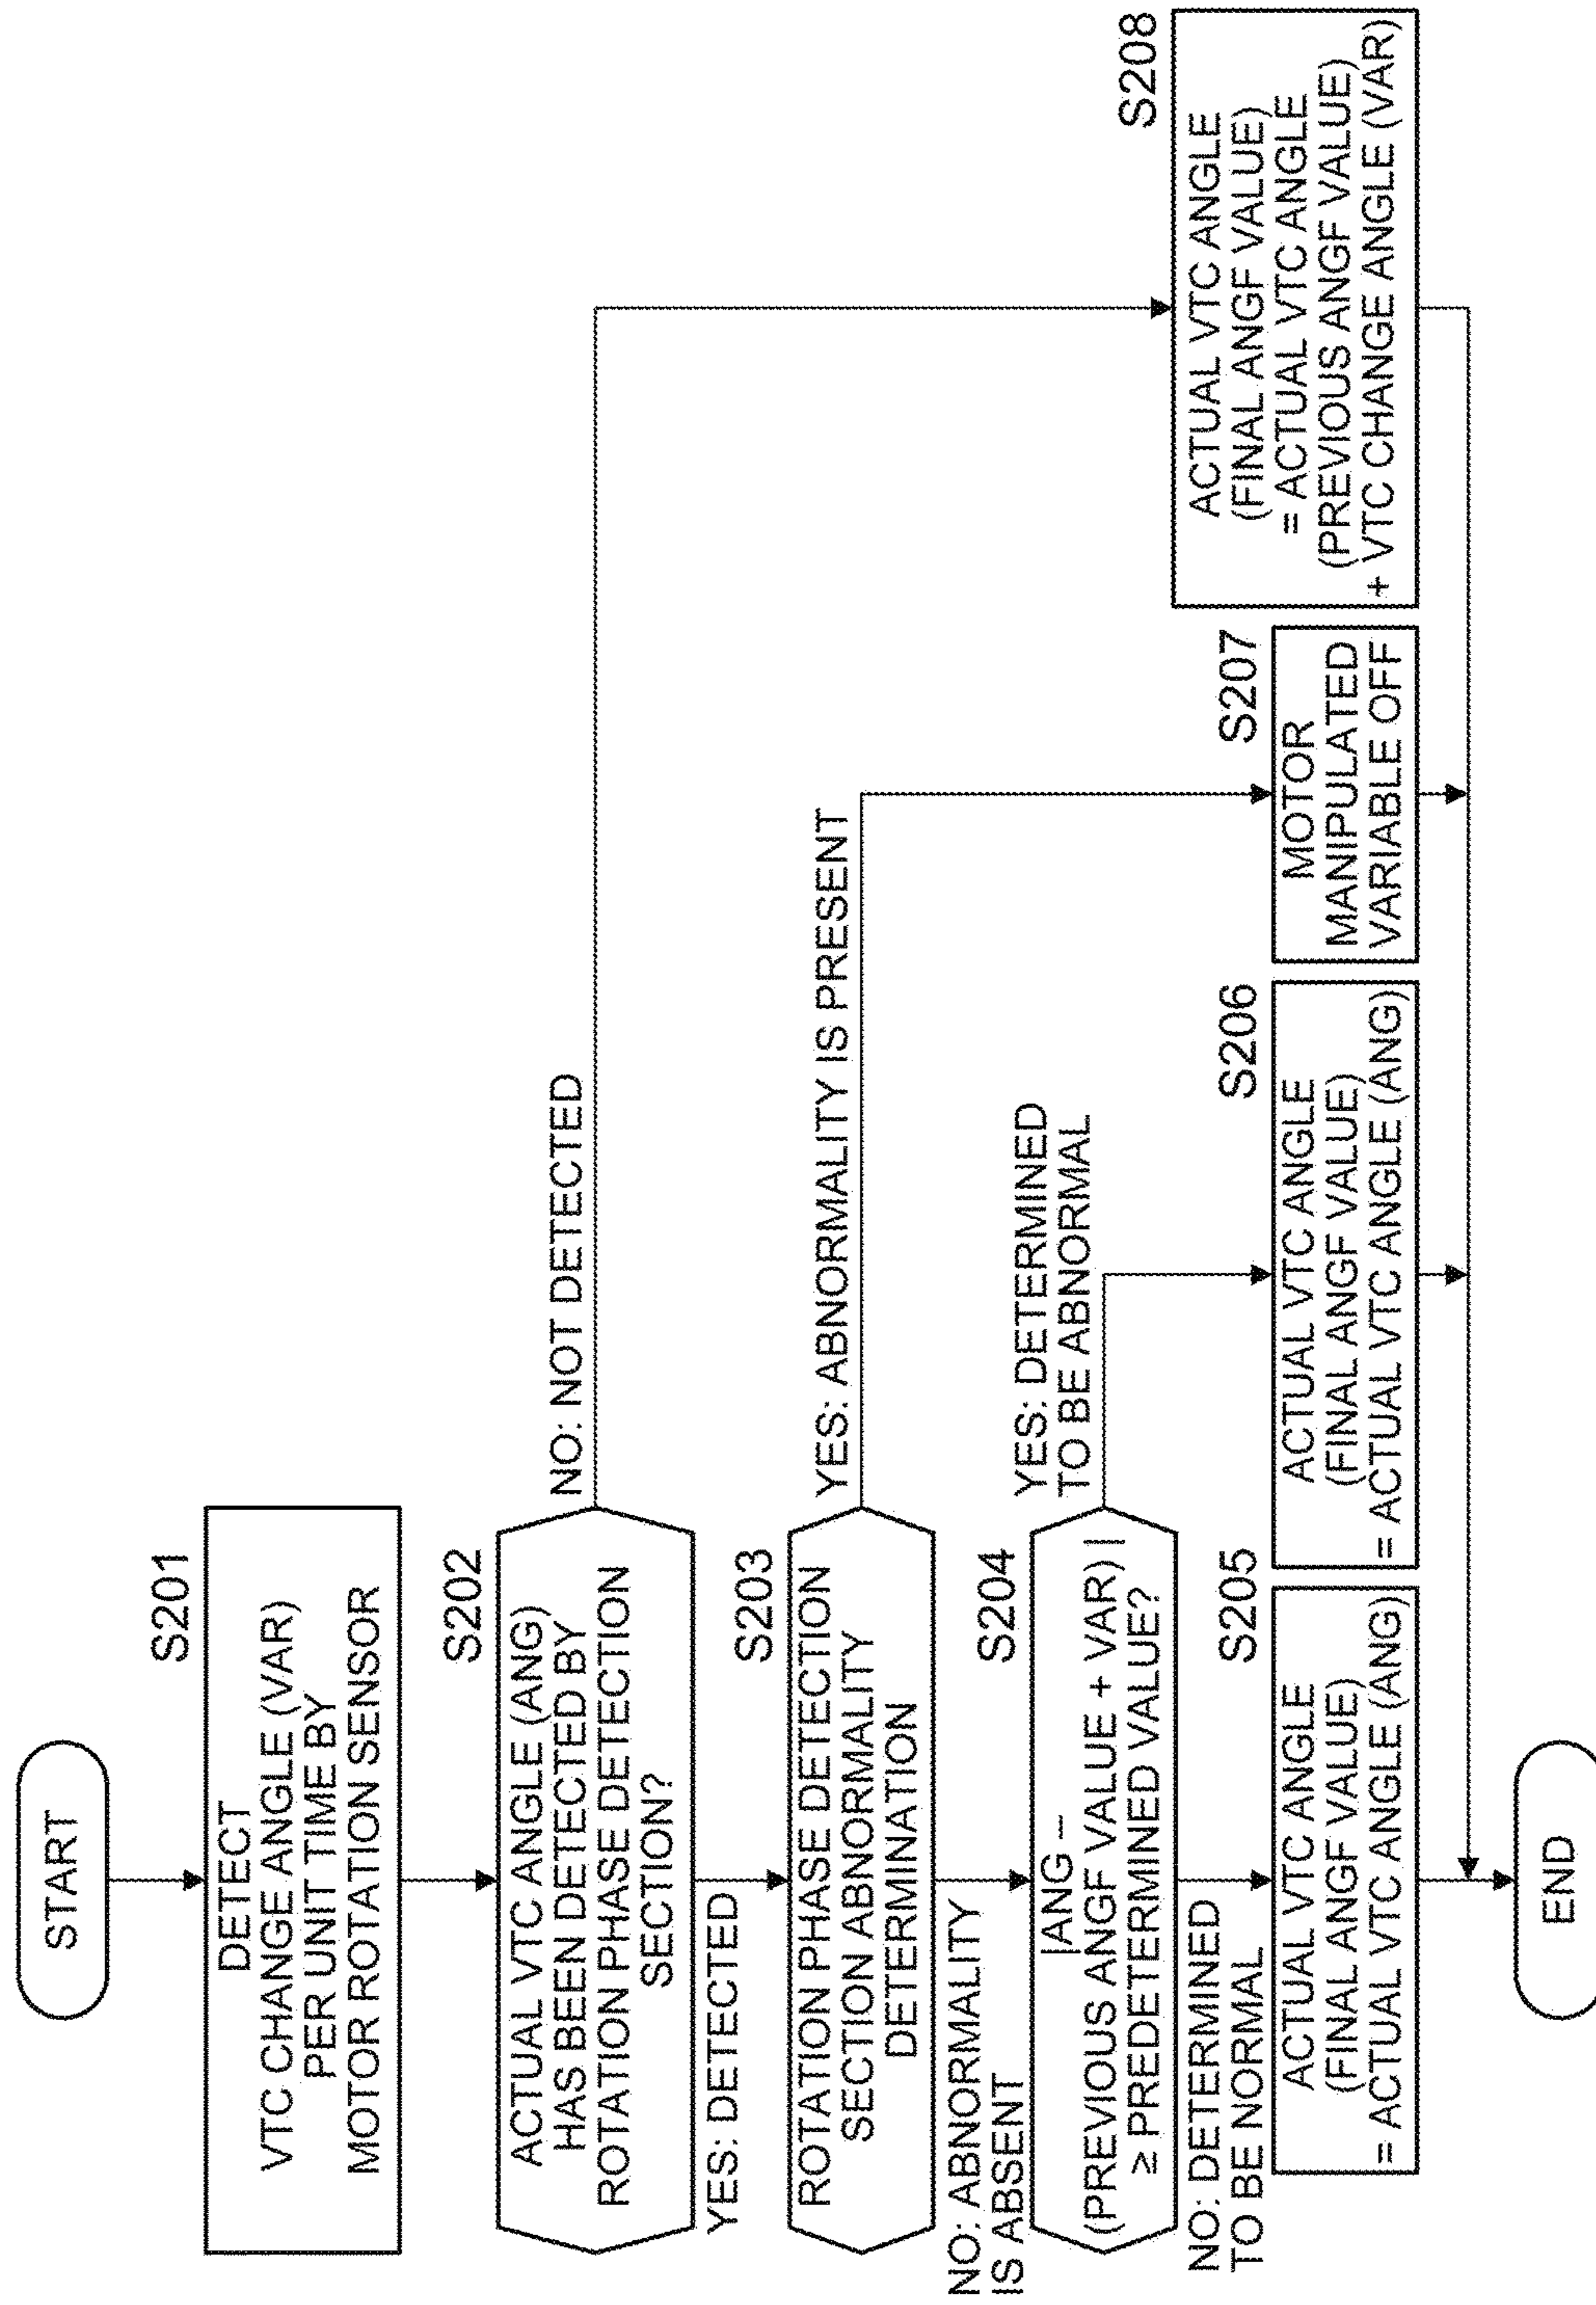 START
S201
DETECT
VTC CHANGE ANGLE (VAR)
PER UNIT TIME BY
MOTOR ROTATION SENSOR
S202
ACTUAL VTC ANGLE (ANG)
HAS BEEN DETECTED BY
ROTATION PHASE DETECTION
SECTION?
NO: NOT DETECTED
YES: DETECTED
S203
ROTATION PHASE DETECTION
SECTION ABNORMALITY
DETERMINATION
YES: ABNORMALITY IS PRESENT
NO: ABNORMALITY
IS ABSENT
S204
|ANG –
(PREVIOUS ANGF VALUE + VAR) |
≥ PREDETERMINED VALUE?
YES: DETERMINED
TO BE ABNORMAL
NO: DETERMINED
TO BE NORMAL
S205
ACTUAL VTC ANGLE
(FINAL ANGF VALUE)
= ACTUAL VTC ANGLE (ANG)
S206
ACTUAL VTC ANGLE
(FINAL ANGF VALUE)
= ACTUAL VTC ANGLE (ANG)
S207
MOTOR
MANIPULATED
VARIABLE OFF
S208
ACTUAL VTC ANGLE
(FINAL ANGF VALUE)
= ACTUAL VTC ANGLE
(PREVIOUS ANGF VALUE)
+ VTC CHANGE ANGLE (VAR)
END